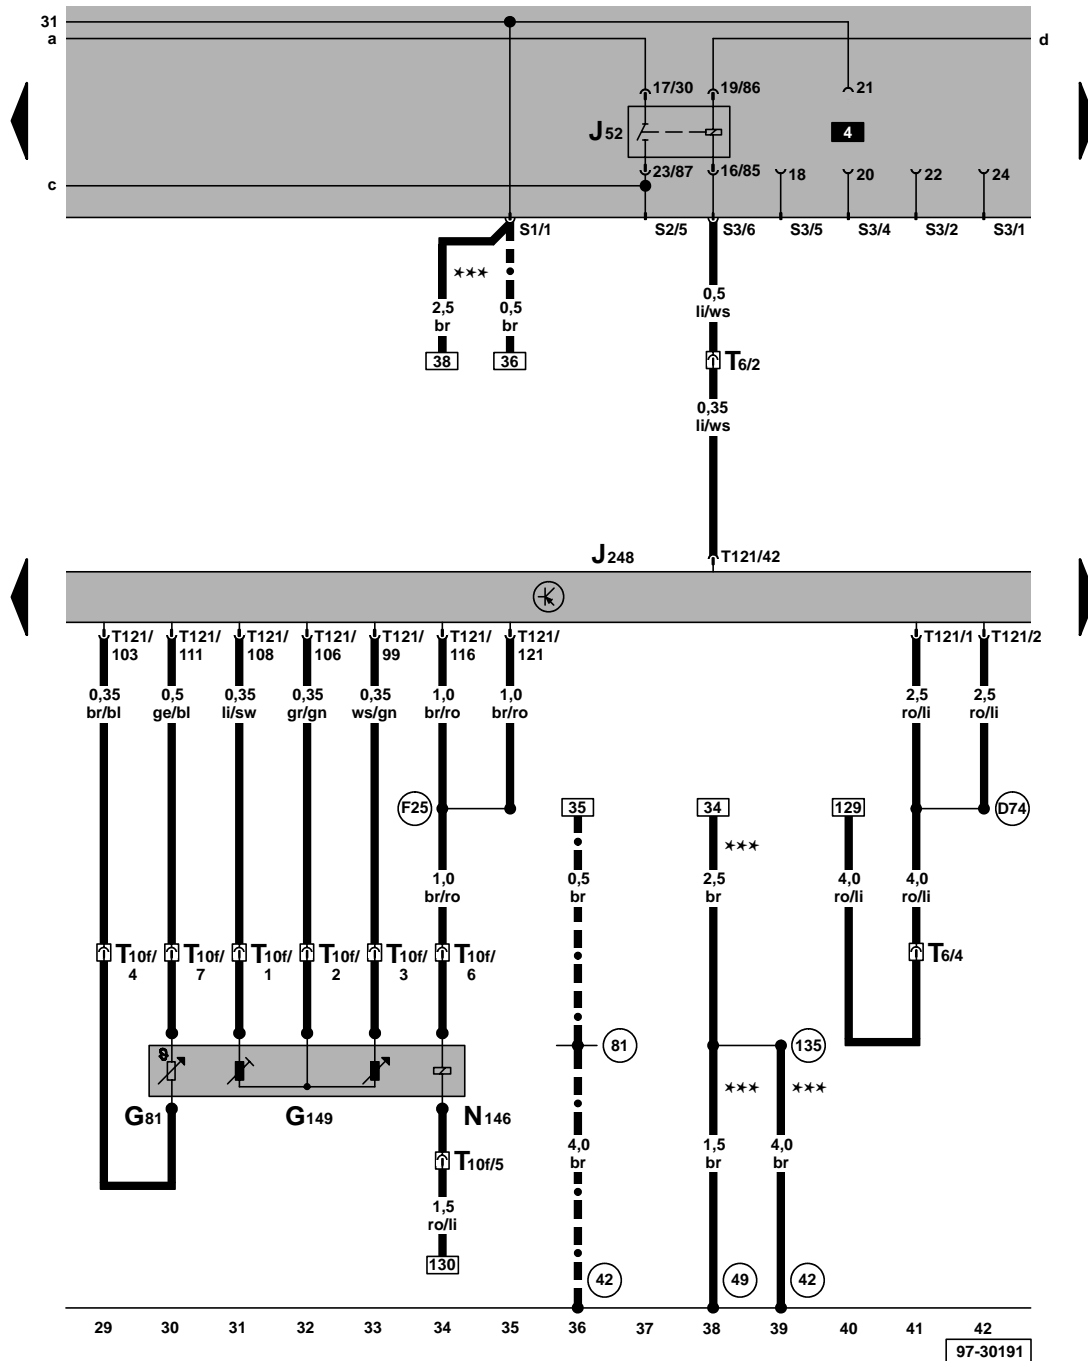 31
a
d
17/30
19/86
21
J52
4
23/87
16/85
18
20
22
24
c
S1/1
S2/5
S3/6
S3/5
S3/4
S3/2
S3/1
★★★
2,5
br
0,5
br
0,5
li/ws
38
36
T6/2
0,35
li/ws
J248
T121/42
T121/
103
T121/
111
T121/
108
T121/
106
T121/
99
T121/
116
T121/
121
T121/1
T121/2
0,35
br/bl
0,5
ge/bl
0,35
li/sw
0,35
gr/gn
0,35
ws/gn
1,0
br/ro
1,0
br/ro
2,5
ro/li
2,5
ro/li
F25
35
34
129
D74
★★★
1,0
br/ro
0,5
br
2,5
br
4,0
ro/li
4,0
ro/li
T10f/
4
T10f/
7
T10f/
1
T10f/
2
T10f/
3
T10f/
6
T6/4
81
135
ϑ
★★★
★★★
G81
G149
N146
4,0
br
1,5
br
4,0
br
T10f/5
1,5
ro/li
130
42
49
42
29
30
31
32
33
34
35
36
37
38
39
40
41
42
97-30191